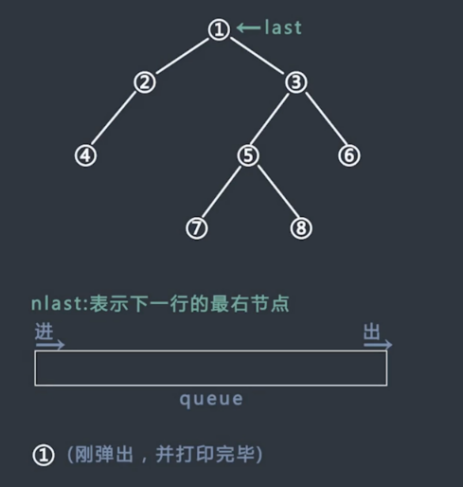 ① ←last
② ③
④ ⑤ ⑥
⑦ ⑧
nlast:表示下一行的最右节点
进 出
queue
① (刚弹出，并打印完毕)